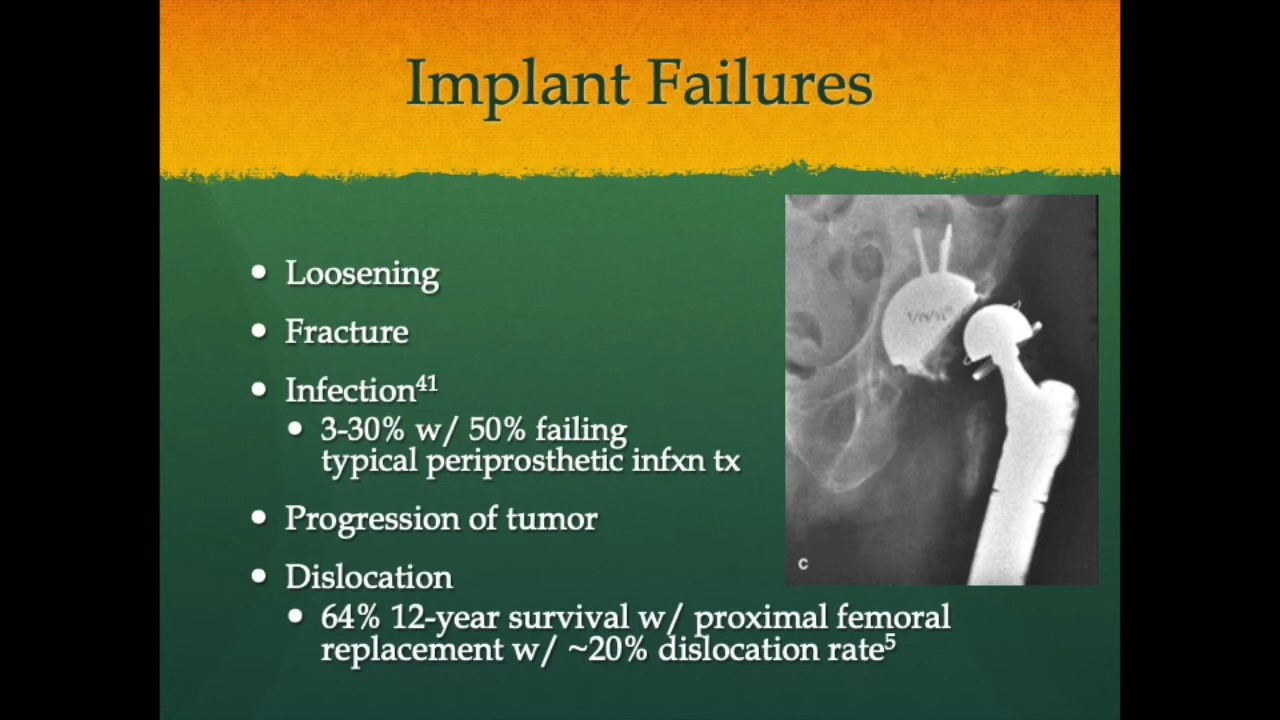 Implant Failures
• Loosening
• Fracture
• Infection⁴¹
• 3-30% w/ 50% failing
typical periprosthetic infxn tx
• Progression of tumor
• Dislocation
• 64% 12-year survival w/ proximal femoral
replacement w/ ~20% dislocation rate⁵
C